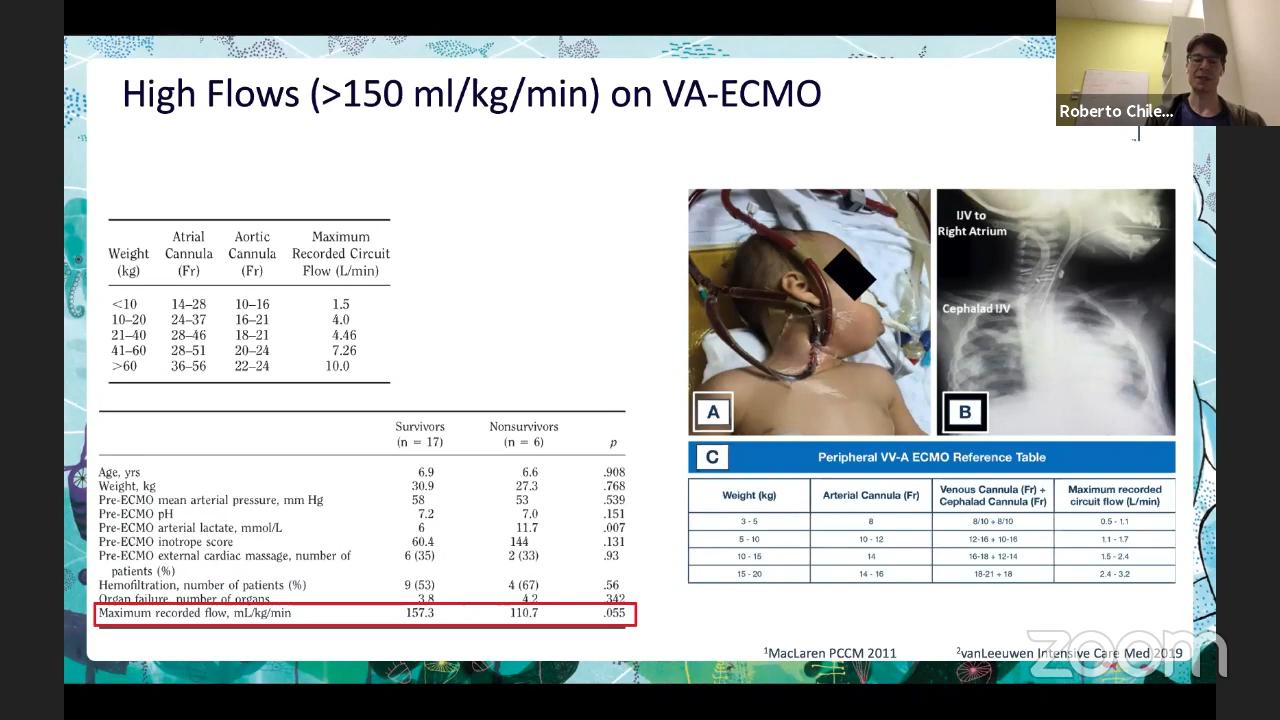 High Flows (>150 ml/kg/min) on VA-ECMO
Roberto Chile...
Weight (kg) Atrial Cannula (Fr) Aortic Cannula (Fr) Maximum Recorded Circuit Flow (L/min)
<10 14–28 10–16 1.5
10–20 24–37 16–21 4.0
21–40 28–46 18–21 4.46
41–60 28–51 20–24 7.26
>60 36–56 22–24 10.0
Survivors (n = 17) Nonsurvivors (n = 6) p
Age, yrs 6.9 6.6 .908
Weight, kg 30.9 27.3 .768
Pre-ECMO mean arterial pressure, mm Hg 58 53 .539
Pre-ECMO pH 7.2 7.0 .151
Pre-ECMO arterial lactate, mmol/L 6 11.7 .007
Pre-ECMO inotrope score 60.4 144 .131
Pre-ECMO external cardiac massage, number of 6 (35) 2 (33) .93
patients (%)
Hemofiltration, number of patients (%) 9 (53) 4 (67) .56
Organ failure, number of organs 3.8 4.2 .342
Maximum recorded flow, mL/kg/min 157.3 110.7 .055
IJV to
Right Atrium
Cephalad IJV
A
B
C Peripheral VV-A ECMO Reference Table
Weight (kg) Arterial Cannula (Fr) Venous Cannula (Fr) + Cephalad Cannula (Fr) Maximum recorded circuit flow (L/min)
3 - 5 8 8/10 + 8/10 0.5 - 1.1
5 - 10 10 - 12 12-16 + 10-16 1.1 - 1.7
10 - 15 14 16-18 + 12-14 1.5 - 2.4
15 - 20 14 - 16 18-21 + 18 2.4 - 3.2
1MacLaren PCCM 2011
2vanLeeuwen Intensive Care Med 2019
zoom